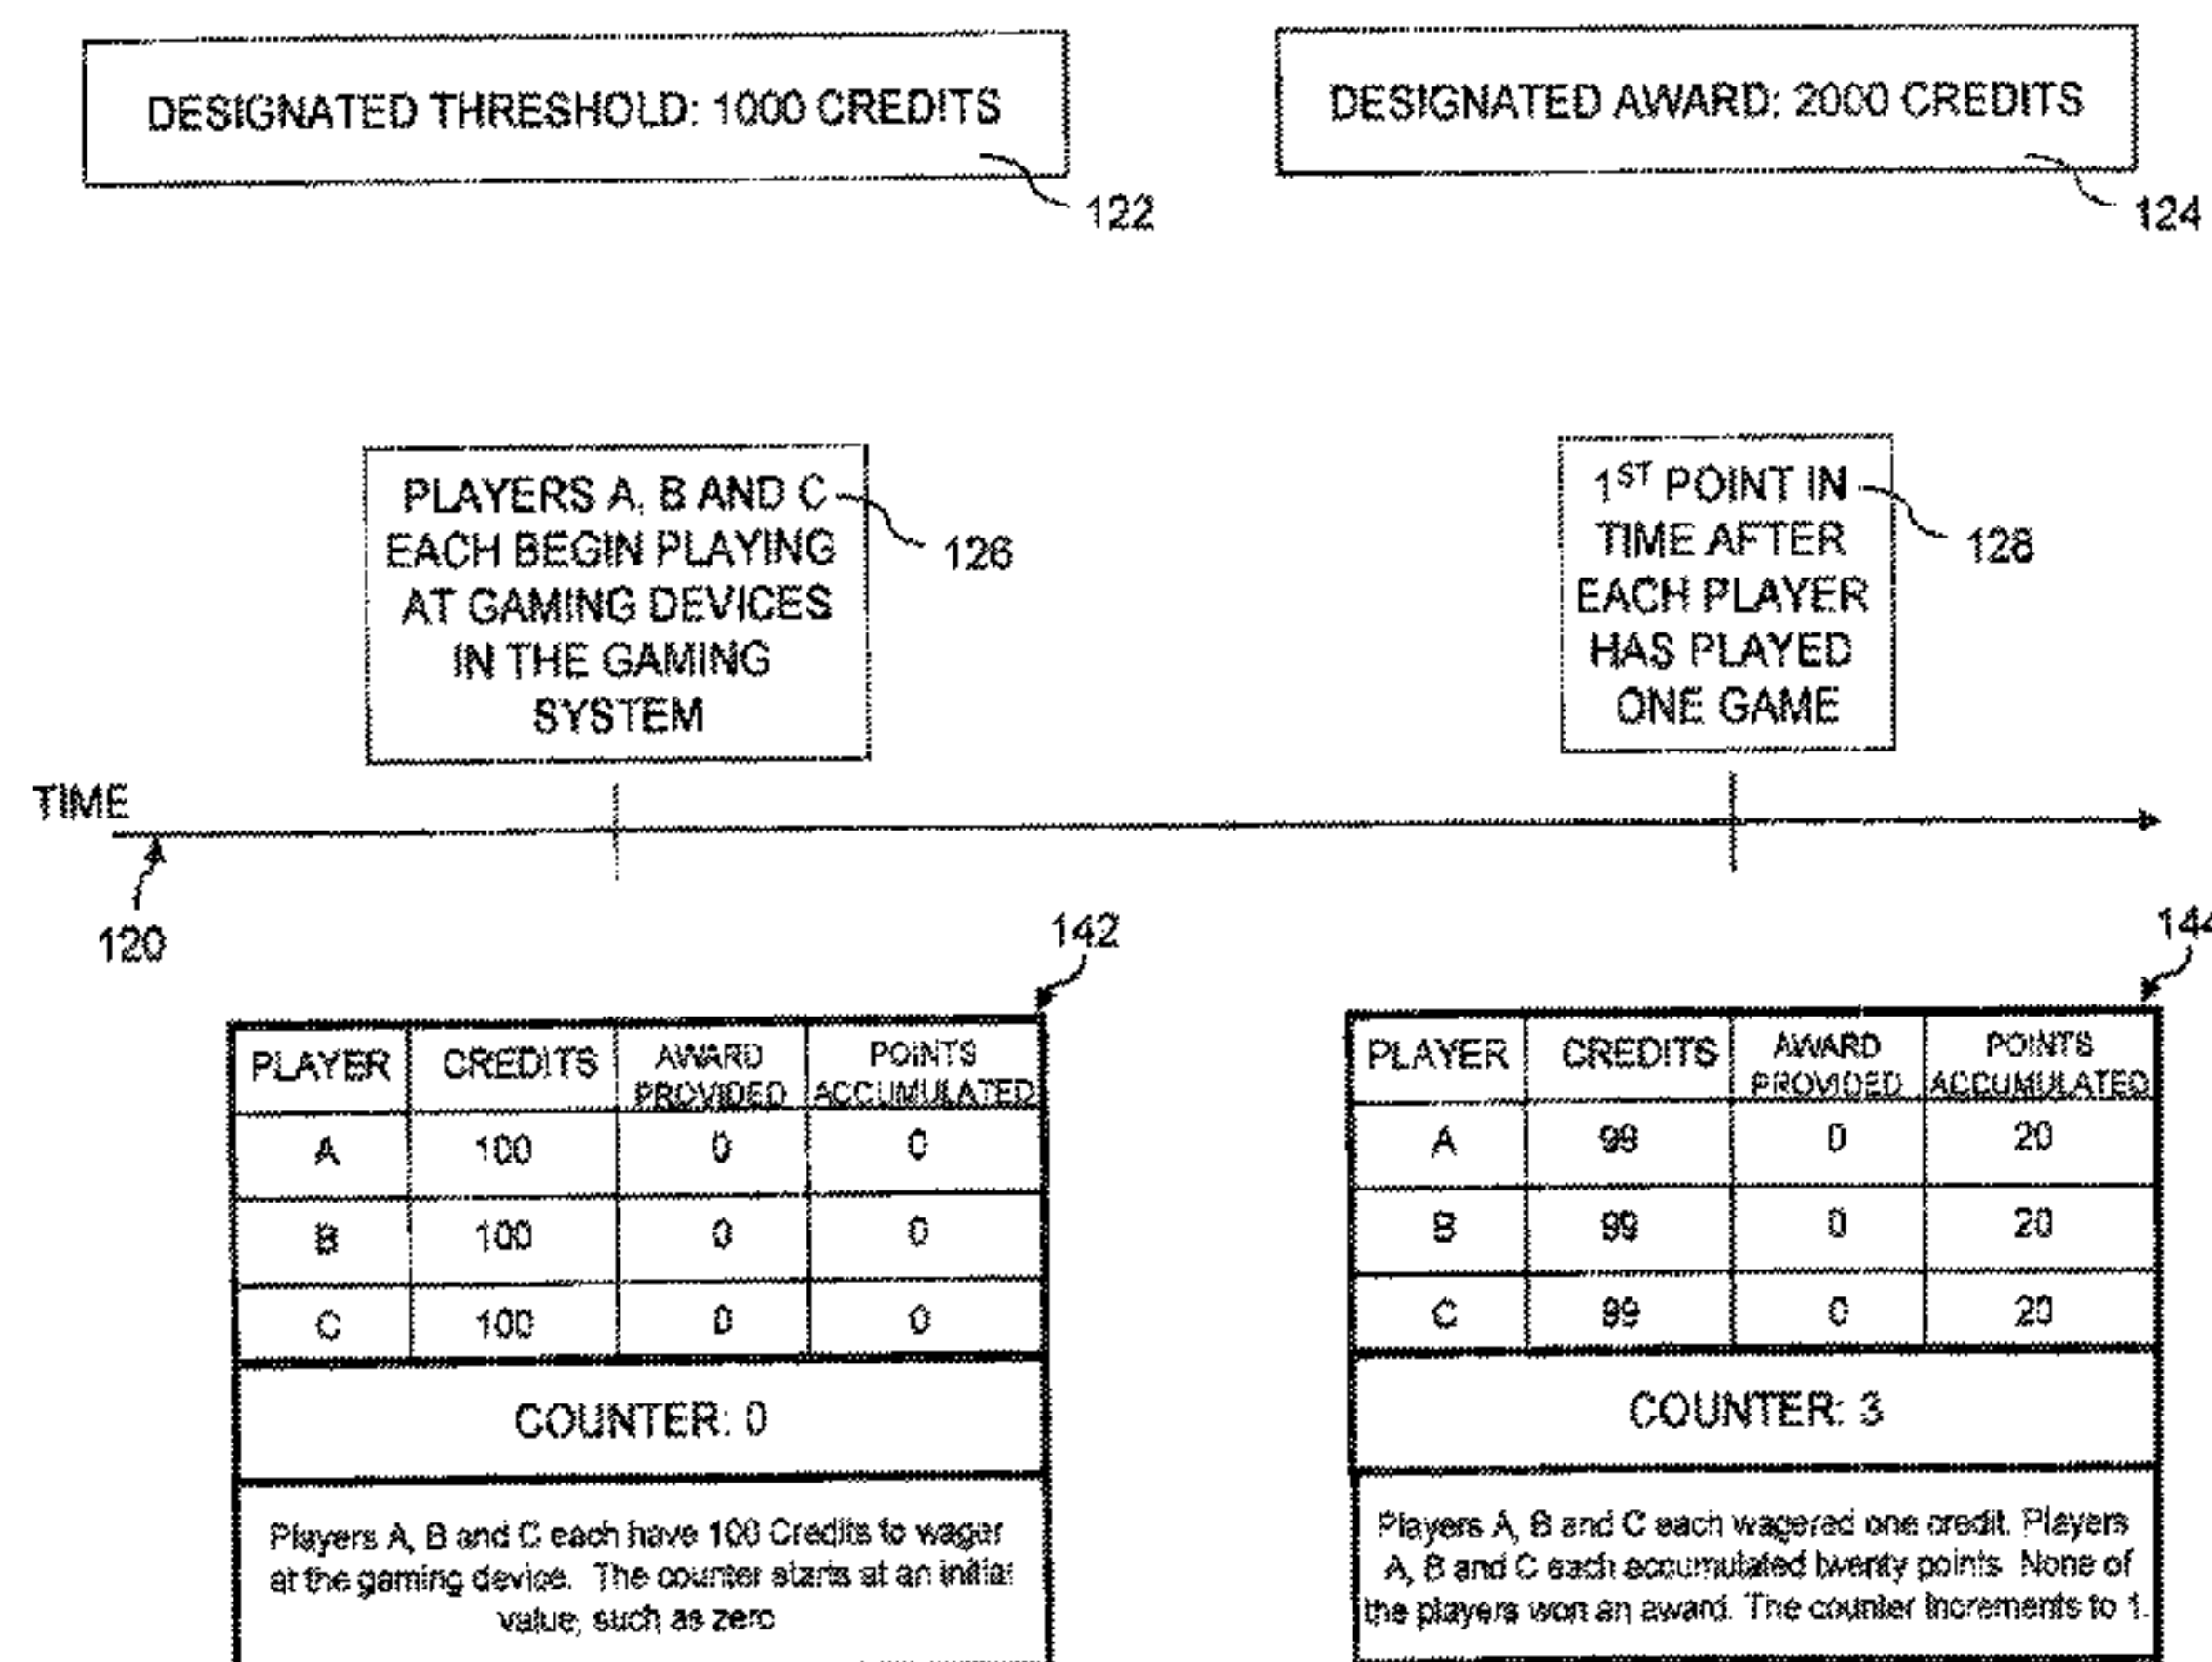 DESIGNATED THRESHOLD: 1000 CREDITS
122
DESIGNATED AWARD: 2000 CREDITS
124
PLAYERS A, B AND C
EACH BEGIN PLAYING
AT GAMING DEVICES
IN THE GAMING
SYSTEM
126
1ST POINT IN
TIME AFTER
EACH PLAYER
HAS PLAYED
ONE GAME
128
TIME
120
142
PLAYER CREDITS AWARD PROVIDED POINTS ACCUMULATED
A 100 0 0
B 100 0 0
C 100 0 0
COUNTER: 0
Players A, B and C each have 100 Credits to wager
at the gaming device. The counter starts at an initial
value, such as zero
144
PLAYER CREDITS AWARD PROVIDED POINTS ACCUMULATED
A 99 0 20
B 99 0 20
C 99 0 20
COUNTER: 3
Players A, B and C each wagered one credit. Players
A, B and C each accumulated twenty points. None of
the players won an award. The counter increments to 1.